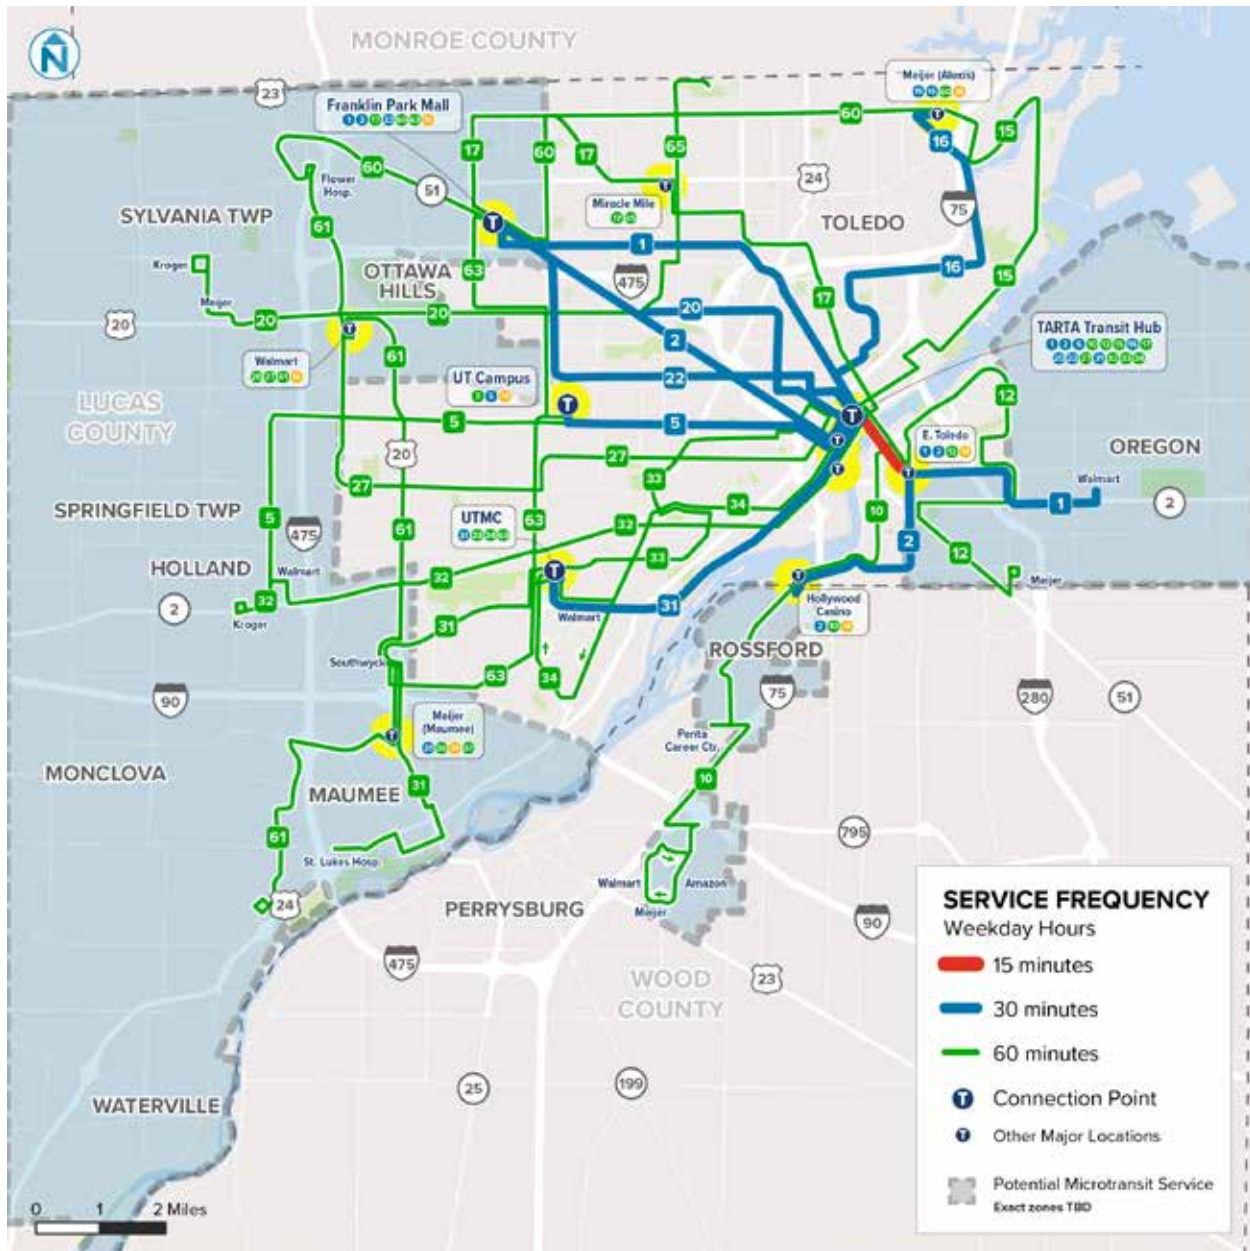 N
MONROE COUNTY
23
Franklin Park Mall
Meijer (Alexis)
60
15
17
60
17
65
16
60
51
24
Flower
Hosp.
Miracle Mile
75
SYLVANIA TWP
61
TOLEDO
1
Kroger
OTTAWA
HILLS
63
475
16
15
Meijer
17
20
20
20
20
TARTA Transit Hub
2
Walmart
61
UT Campus
22
12
LUCAS
COUNTY
5
5
E. Toledo
OREGON
20
27
Walmart
27
33
1
2
SPRINGFIELD TWP
34
10
5
UTMC
63
32
475
61
2
12
HOLLAND
Walmart
33
32
Meijer
2
32
Kroger
31
Walmart
31
Hollywood
Casino
Southwyck
63
34
ROSSFORD
90
75
280
51
Meijer
(Maumee)
Penta
Career Ctr.
MONCLOVA
31
10
MAUMEE
61
795
St. Lukes Hosp.
24
Walmart
Amazon
Meijer
PERRYSBURG
90
475
WOOD
COUNTY
23
25
199
WATERVILLE
0 1 2 Miles
SERVICE FREQUENCY
Weekday Hours
15 minutes
30 minutes
60 minutes
T Connection Point
T Other Major Locations
Potential Microtransit Service
Exact zones TBD